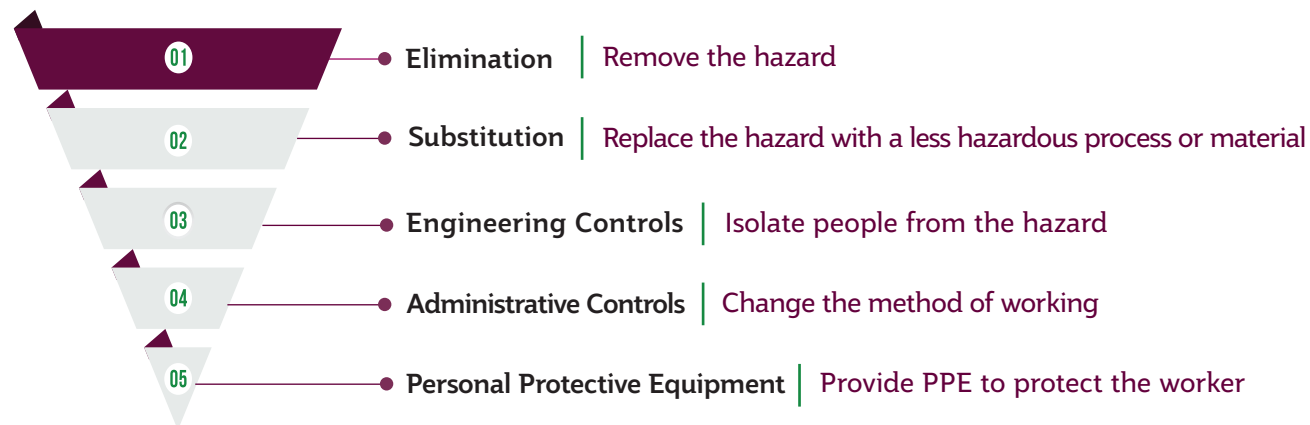 01 Elimination Remove the hazard
02 Substitution Replace the hazard with a less hazardous process or material
03 Engineering Controls Isolate people from the hazard
04 Administrative Controls Change the method of working
05 Personal Protective Equipment Provide PPE to protect the worker